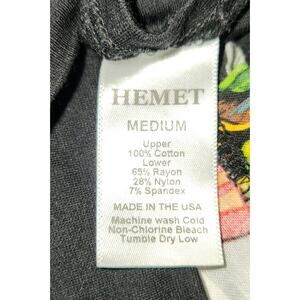 HEMET
MEDIUM
Upper
100% Cotton
Lower
65% Rayon
28% Nylon
7% Spandex
MADE IN THE USA
Machine wash Cold
Non-Chlorine Bleach
Tumble Dry Low